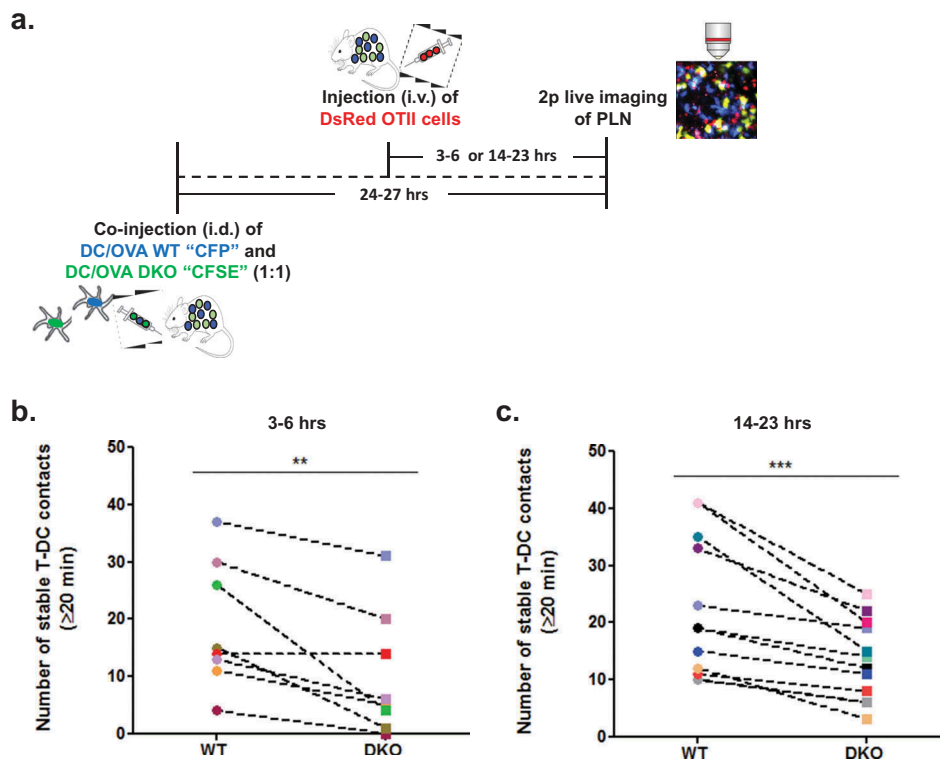 a.
Injection (i.v.) of
DsRed OTII cells
2p live imaging
of PLN
3-6 or 14-23 hrs
24-27 hrs
Co-injection (i.d.) of
DC/OVA WT “CFP” and
DC/OVA DKO “CFSE” (1:1)
b.
3-6 hrs
**
Number of stable T-DC contacts
(≥20 min)
50
40
30
20
10
0
WT
DKO
c.
14-23 hrs
***
Number of stable T-DC contacts
(≥20 min)
50
40
30
20
10
0
WT
DKO